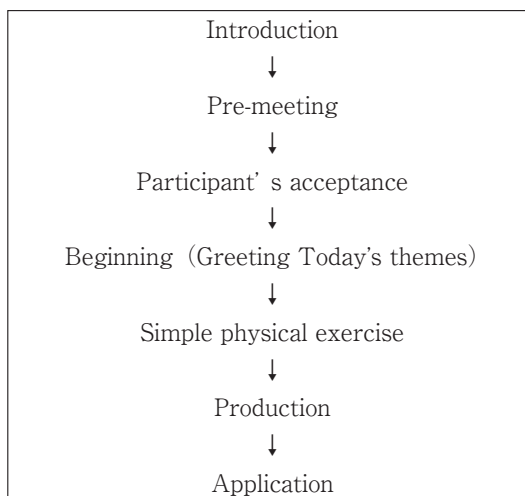 Introduction
↓
Pre-meeting
↓
Participant’ s acceptance
↓
Beginning（Greeting Today’s themes）
↓
Simple physical exercise
↓
Production
↓
Application